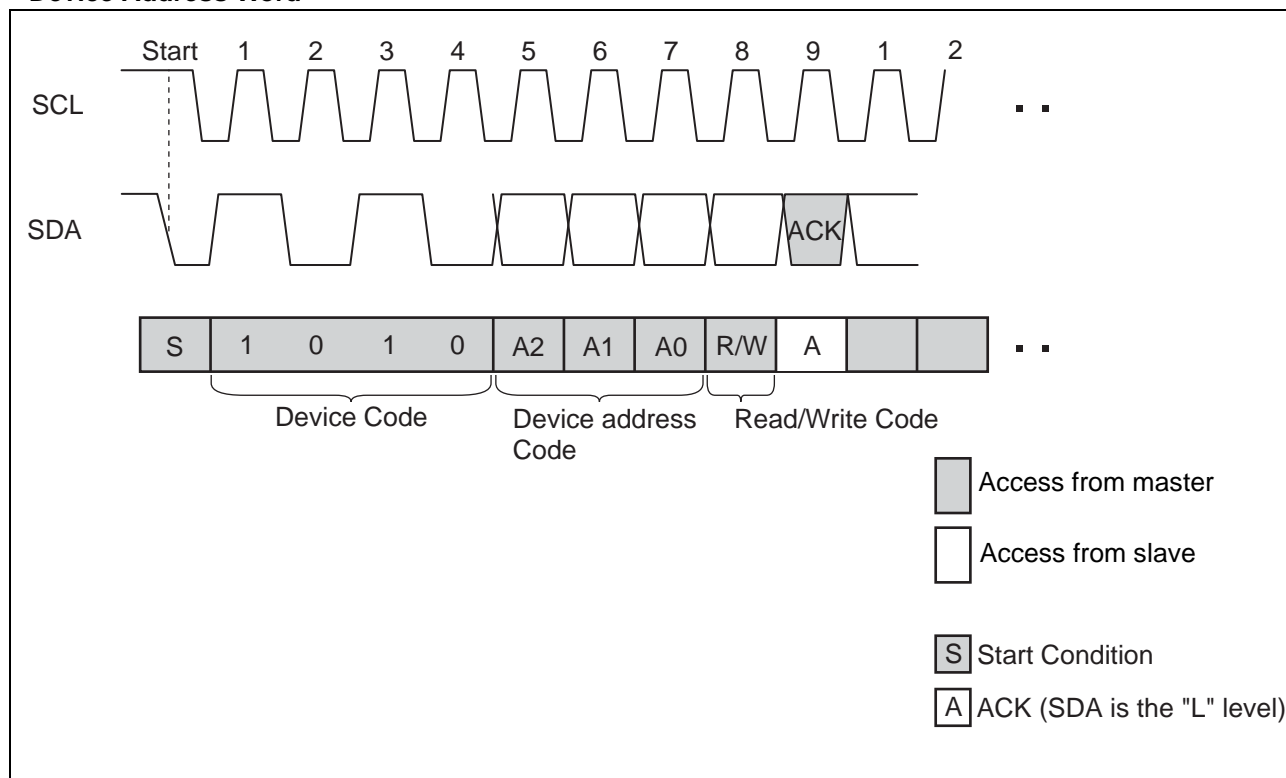 Device Address Word
Start 1 2 3 4 5 6 7 8 9 1 2
SCL
SDA
ACK
S 1 0 1 0 A2 A1 A0 R/W A
Device Code
Device address
Code
Read/Write Code
Access from master
Access from slave
S Start Condition
A ACK (SDA is the "L" level)